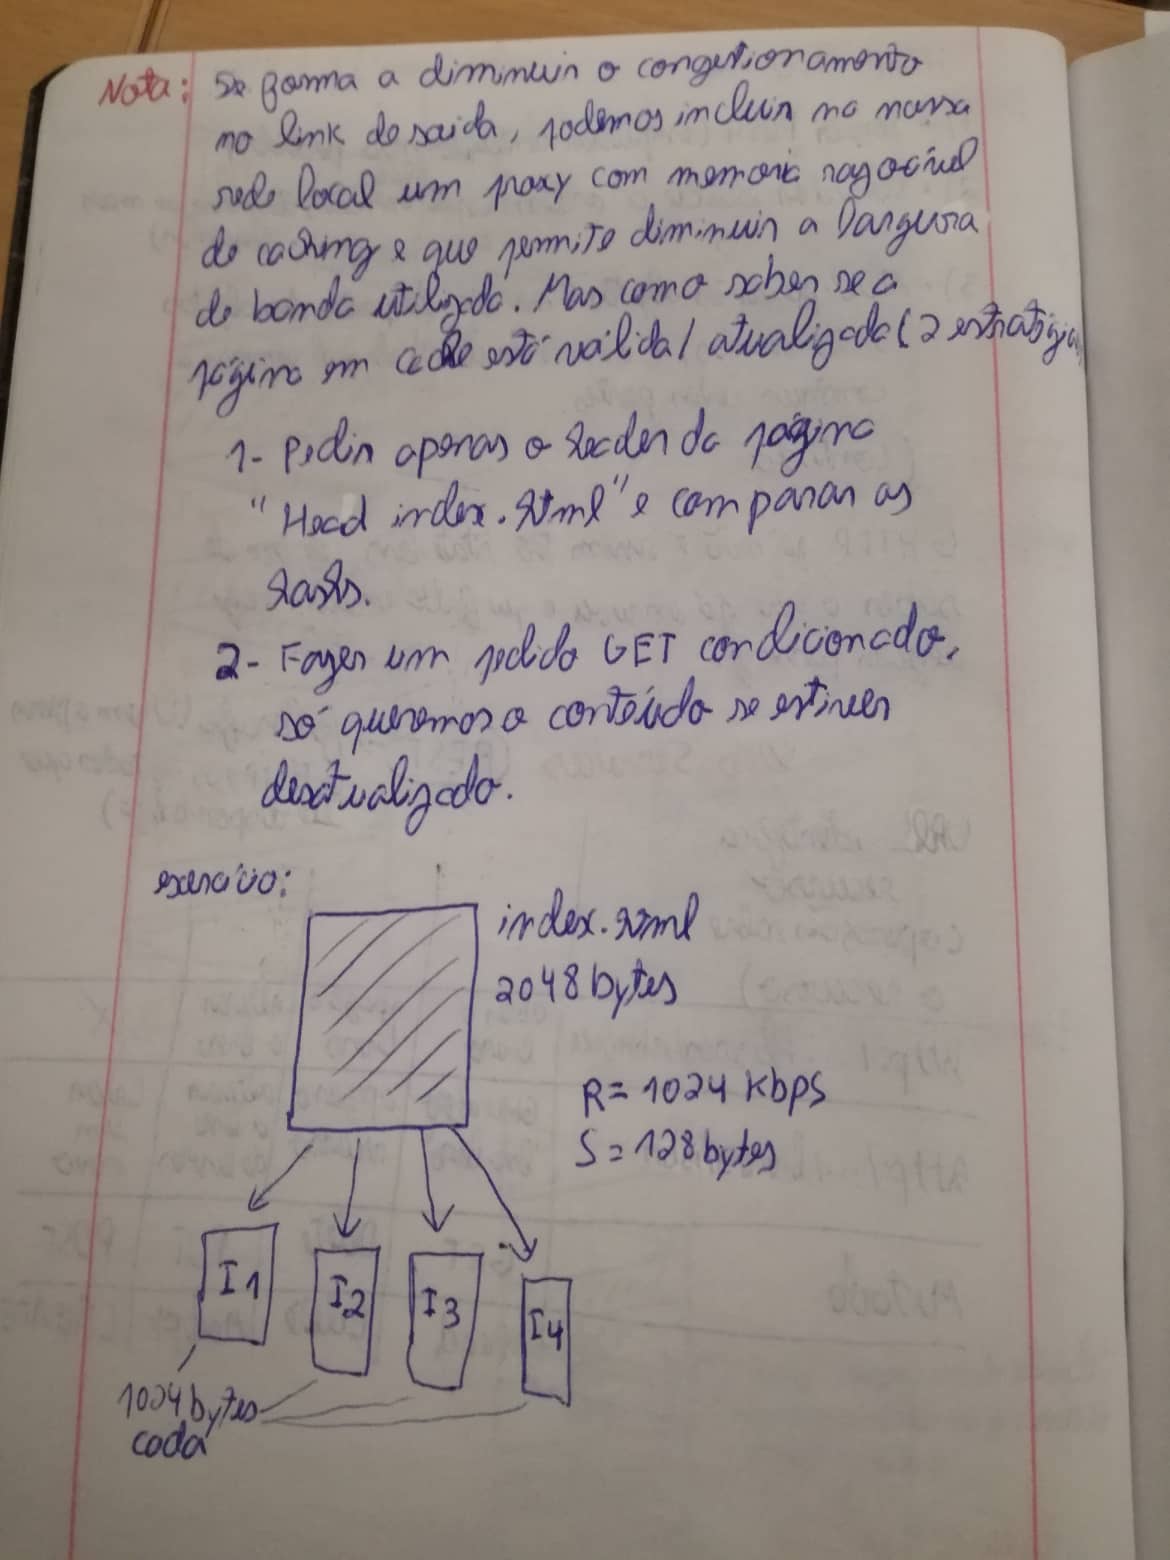 Nota: De forma a diminuir o congestionamento
no link de saida, podemos incluir na nossa
rede local um proxy com memoria razoável
de caching e que permite diminuir a largura
de banda utilizada. Mas como saber se a
página em cache está válida/atualizada (2 estratégias)
1- Pedir apenas o header da página
"Head index.html" e comparar as
hashs.
2- Fazer um pedido GET condicionado,
só queremos o conteúdo se estiver
desatualizado.
exercício:
index.html
2048 bytes
R=1024 kbps
S=128 bytes
I1 I2 I3 I4
1024 bytes
cada